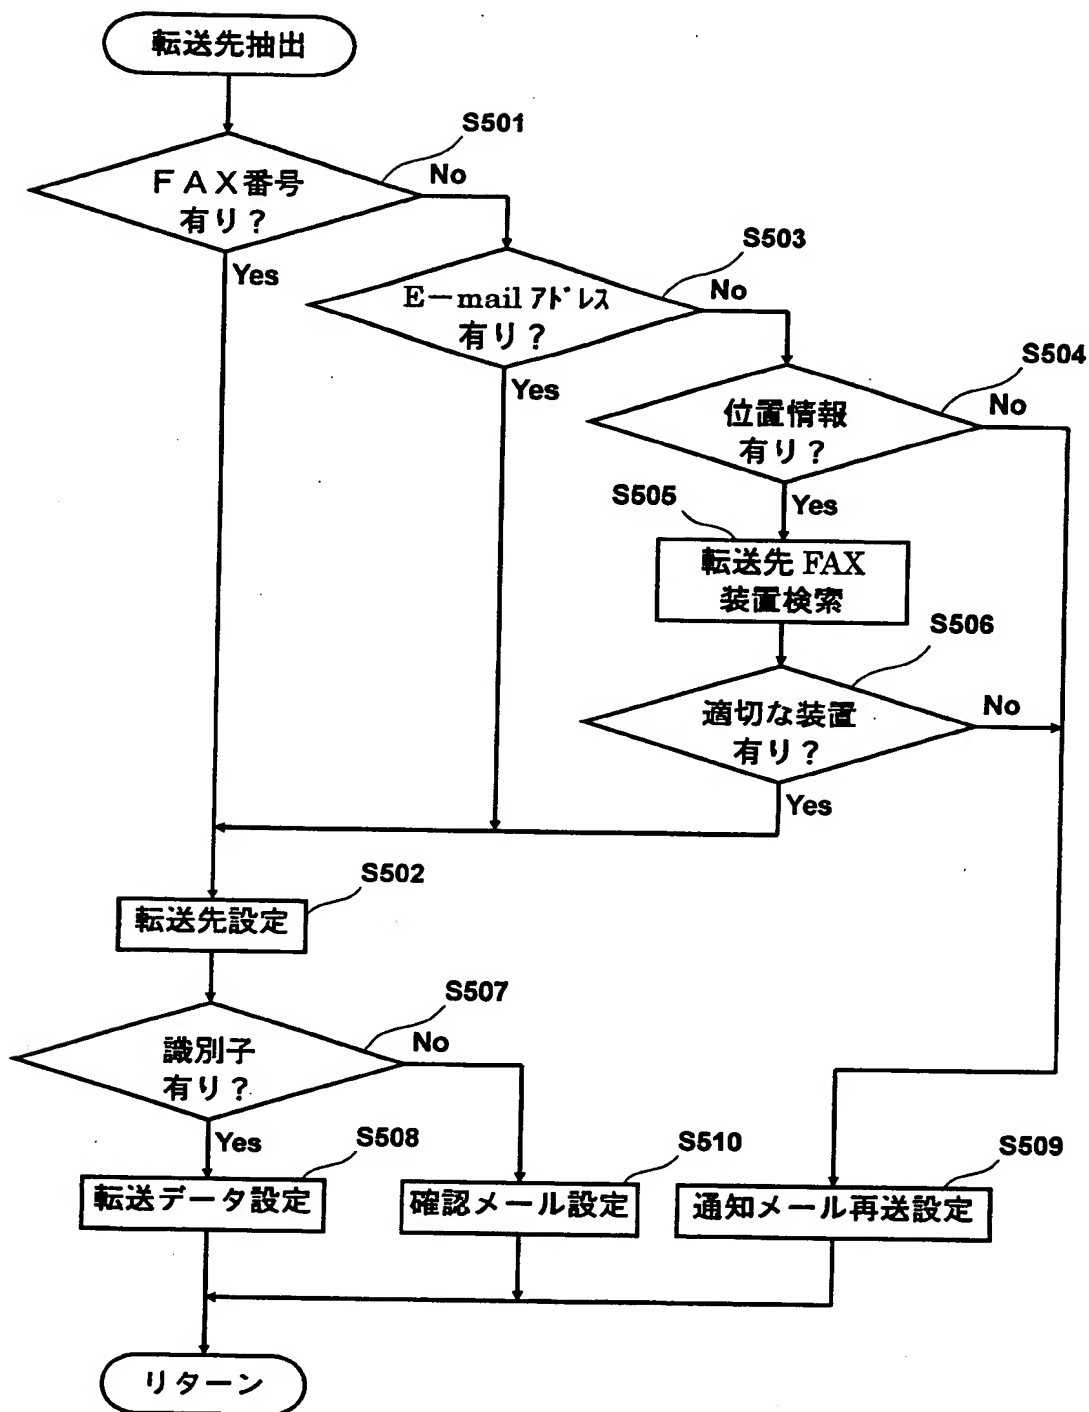 転送先抽出
S501
FAX番号
有り？
No
Yes
S503
E-mail アドレス
有り？
No
Yes
S504
位置情報
有り？
No
Yes
S505
転送先 FAX
装置検索
S506
適切な装置
有り？
No
Yes
S502
転送先設定
S507
識別子
有り？
No
Yes
S508
転送データ設定
S510
確認メール設定
S509
通知メール再送設定
リターン